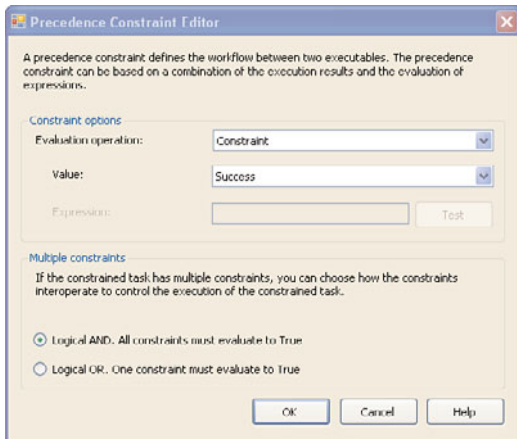 Precedence Constraint Editor
A precedence constraint defines the workflow between two executables. The precedence
constraint can be based on a combination of the execution results and the evaluation of
expressions.
Constraint options
Evaluation operation:
Constraint
Value:
Success
Expression:
Test
Multiple constraints
If the constrained task has multiple constraints, you can choose how the constraints
interoperate to control the execution of the constrained task.
Logical AND. All constraints must evaluate to True
Logical OR. One constraint must evaluate to True
OK
Cancel
Help